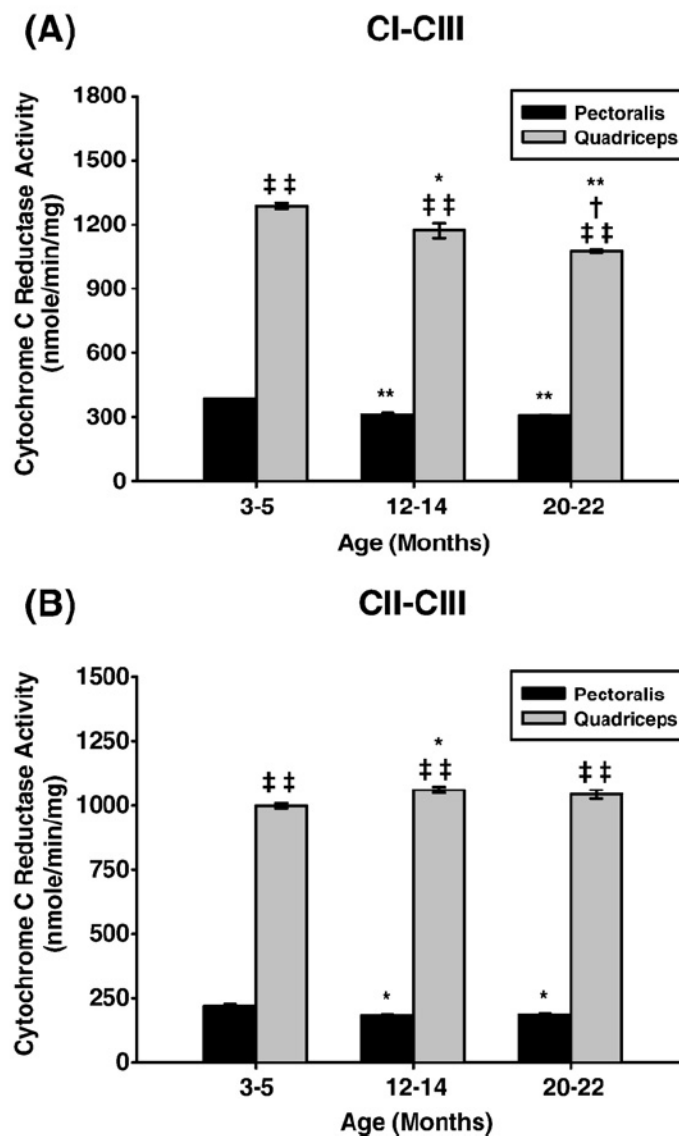 (A) CI-CIII
Cytochrome C Reductase Activity
(nmole/min/mg)
1800
1500
1200
900
600
300
0
Pectoralis
Quadriceps
‡ ‡
**
*
‡ ‡
**
**
†
‡ ‡
3-5 12-14 20-22
Age (Months)
(B) CII-CIII
Cytochrome C Reductase Activity
(nmole/min/mg)
1500
1250
1000
750
500
250
0
Pectoralis
Quadriceps
‡ ‡
*
*
‡ ‡
*
‡ ‡
3-5 12-14 20-22
Age (Months)